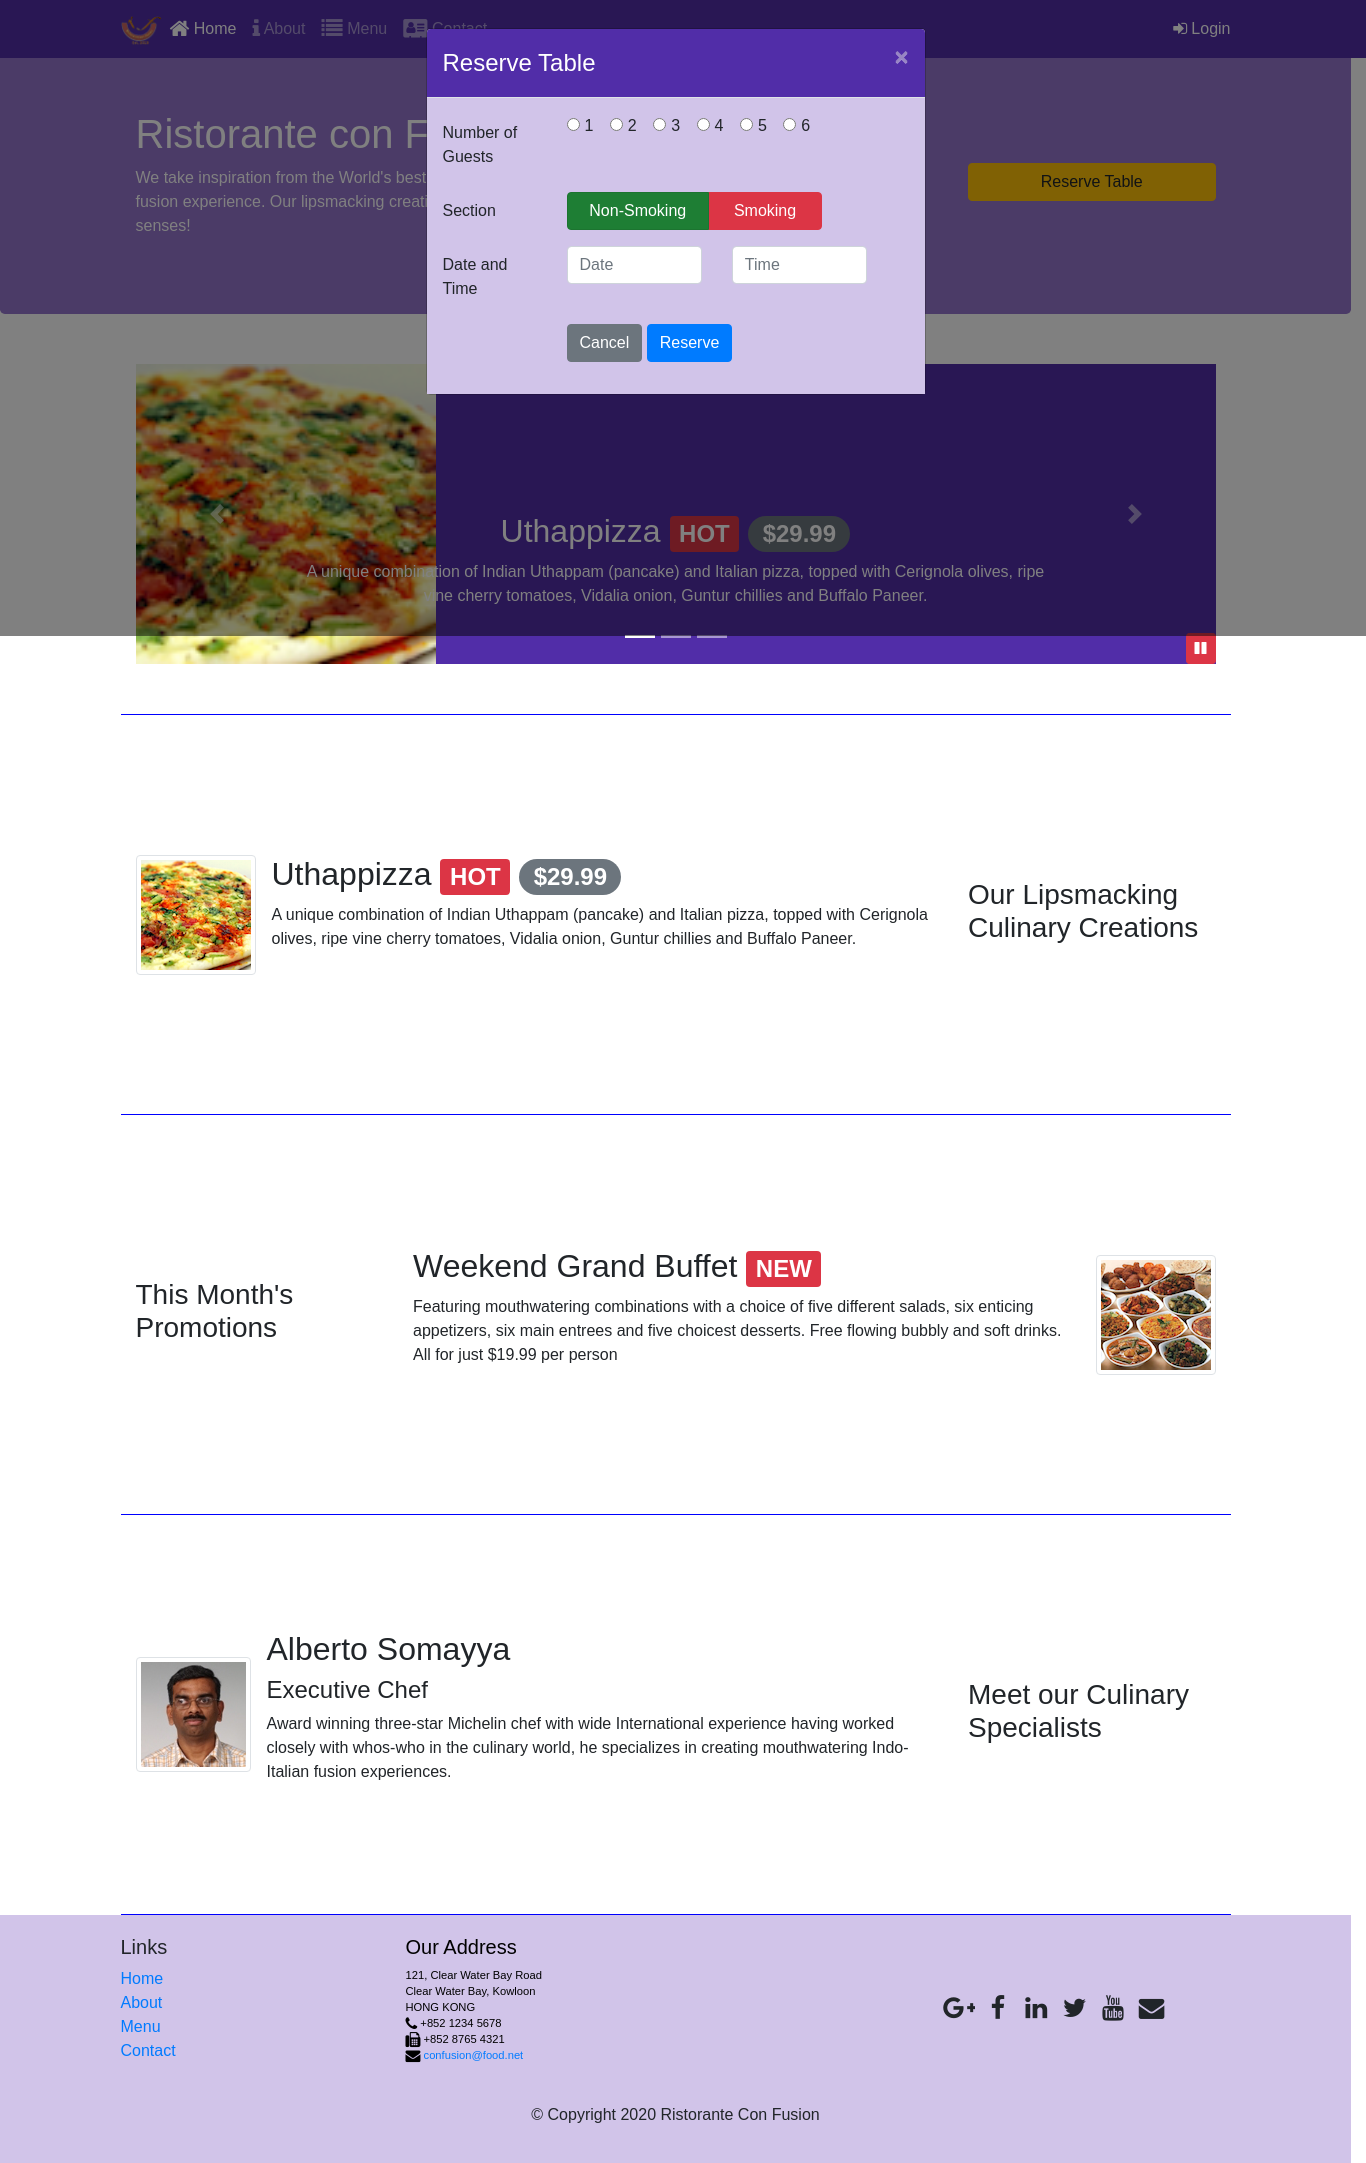 Home About Menu Contact Login
Reserve Table ×
Ristorante con F
We take inspiration from the World's best
fusion experience. Our lipsmacking creati
senses!
Reserve Table
Number of
Guests
1 2 3 4 5 6
Section
Non-Smoking Smoking
Date and
Time
Date Time
Cancel Reserve
Uthappizza HOT $29.99
A unique combination of Indian Uthappam (pancake) and Italian pizza, topped with Cerignola olives, ripe
vine cherry tomatoes, Vidalia onion, Guntur chillies and Buffalo Paneer.
Uthappizza HOT $29.99
A unique combination of Indian Uthappam (pancake) and Italian pizza, topped with Cerignola
olives, ripe vine cherry tomatoes, Vidalia onion, Guntur chillies and Buffalo Paneer.
Our Lipsmacking
Culinary Creations
This Month's
Promotions
Weekend Grand Buffet NEW
Featuring mouthwatering combinations with a choice of five different salads, six enticing
appetizers, six main entrees and five choicest desserts. Free flowing bubbly and soft drinks.
All for just $19.99 per person
Alberto Somayya
Executive Chef
Award winning three-star Michelin chef with wide International experience having worked
closely with whos-who in the culinary world, he specializes in creating mouthwatering Indo-
Italian fusion experiences.
Meet our Culinary
Specialists
Links
Home
About
Menu
Contact
Our Address
121, Clear Water Bay Road
Clear Water Bay, Kowloon
HONG KONG
+852 1234 5678
+852 8765 4321
confusion@food.net
G+ f in You Tube
© Copyright 2020 Ristorante Con Fusion